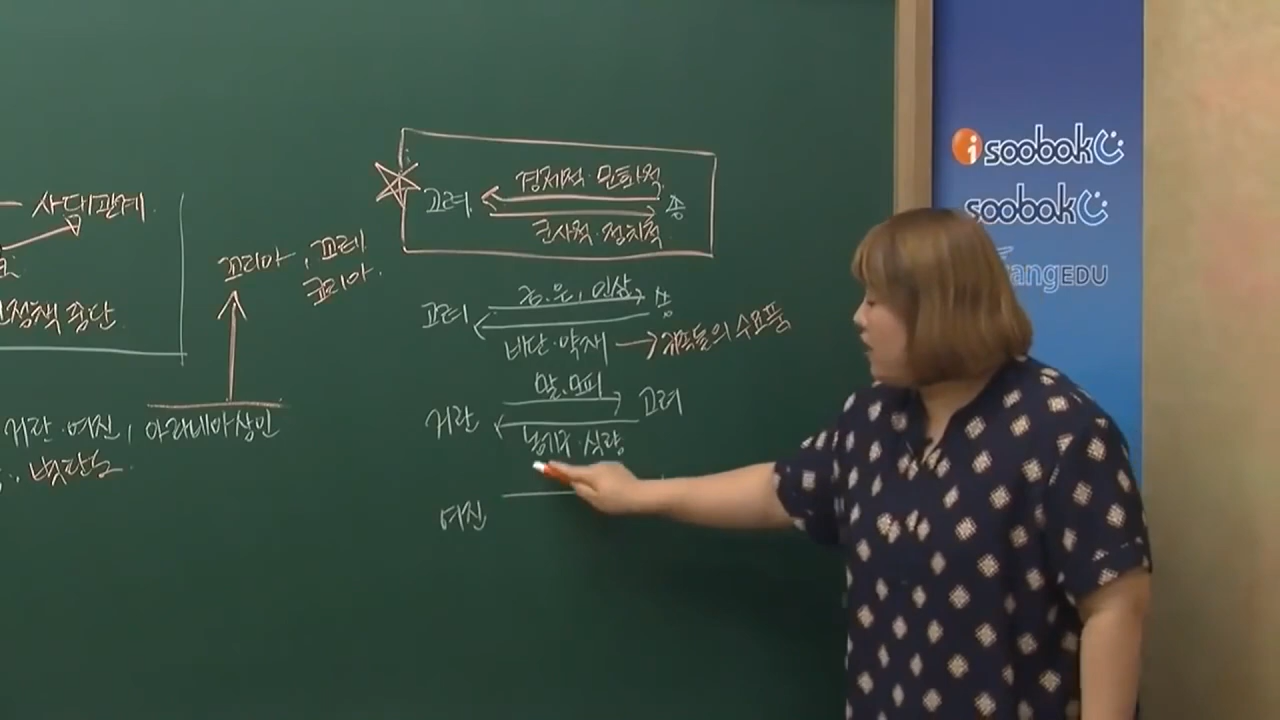 사대관계
정책 중단
꼬리아, 꼬레
코리아.
거란·여진, 아라비아상인
벽란도
고려 경제적·문화적 송
군사적·정치적
고려 금·은, 인삼 송
비단·약재 → 귀족들의 수요품
거란 말, 모피 고려
농기구·식량
여진
i soobok
soobok
angEDU